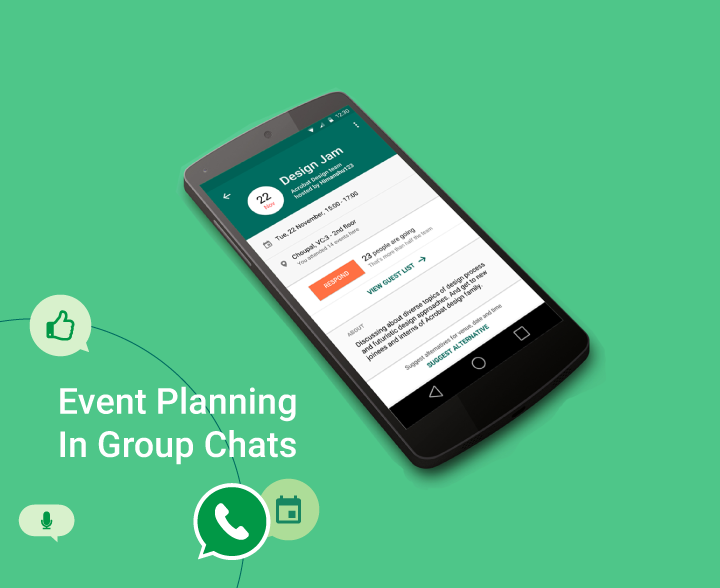 12:30
Design Jam
22
Nov
Acrobat Design team
hosted by Himanshu123
Tue, 22 November, 15:00 - 17:00
Choupal, VC:3 - 2nd floor
You attended 14 events here
RESPOND
23 people are going
That's more than half the team
VIEW GUEST LIST
ABOUT
Discussing about diverse topics of design process
and futuristic design approaches. And get to new
joinees and interns of Acrobat design family.
Suggest alternatives for venue, date and time
SUGGEST ALTERNATIVE
Event Planning
In Group Chats